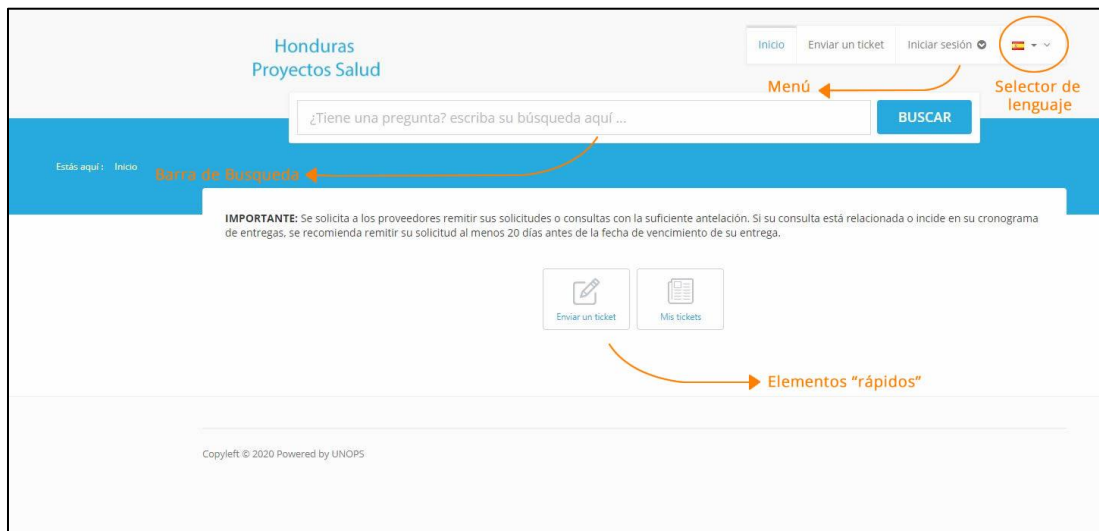 Honduras
Proyectos Salud
Inicio
Enviar un ticket
Iniciar sesión
Menú
Selector de
lenguaje
¿Tiene una pregunta? escriba su búsqueda aquí ...
BUSCAR
Estás aquí : Inicio
Barra de Busqueda
IMPORTANTE: Se solicita a los proveedores remitir sus solicitudes o consultas con la suficiente antelación. Si su consulta está relacionada o incide en su cronograma
de entregas, se recomienda remitir su solicitud al menos 20 días antes de la fecha de vencimiento de su entrega.
Enviar un ticket
Mis tickets
Elementos “rápidos”
Copyleft © 2020 Powered by UNOPS